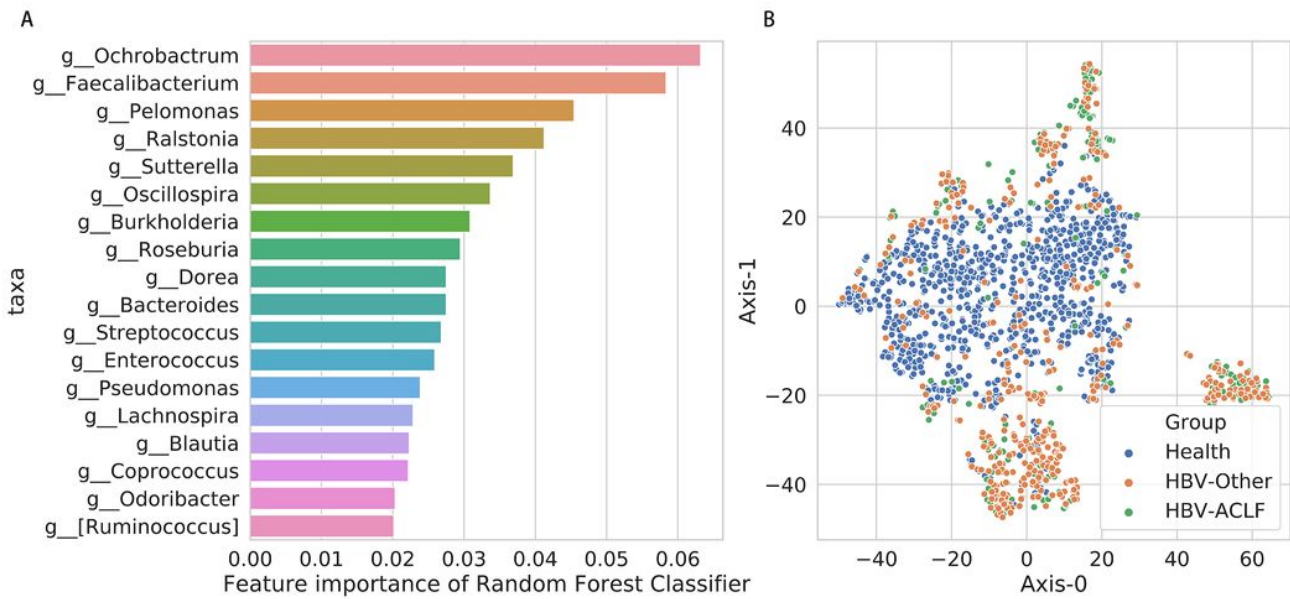 A
taxa
g__Ochrobactrum
g__Faecalibacterium
g__Pelomonas
g__Ralstonia
g__Sutterella
g__Oscillospira
g__Burkholderia
g__Roseburia
g__Dorea
g__Bacteroides
g__Streptococcus
g__Enterococcus
g__Pseudomonas
g__Lachnospira
g__Blautia
g__Coprococcus
g__Odoribacter
g__[Ruminococcus]
0.00 0.01 0.02 0.03 0.04 0.05 0.06
Feature importance of Random Forest Classifier
B
Axis-1
40
20
0
−20
−40
Group
Health
HBV-Other
HBV-ACLF
−40 −20 0 20 40 60
Axis-0